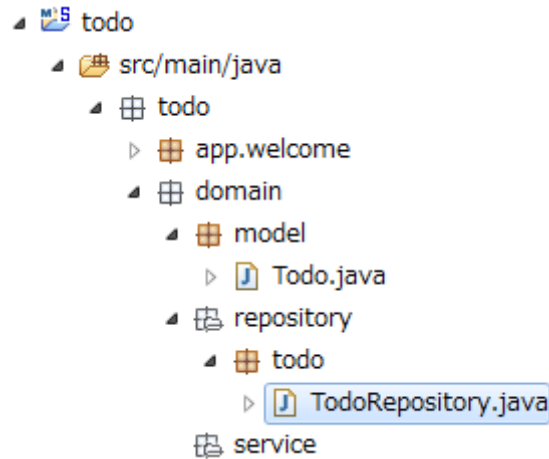 todo
src/main/java
todo
app.welcome
domain
model
Todo.java
repository
todo
TodoRepository.java
service